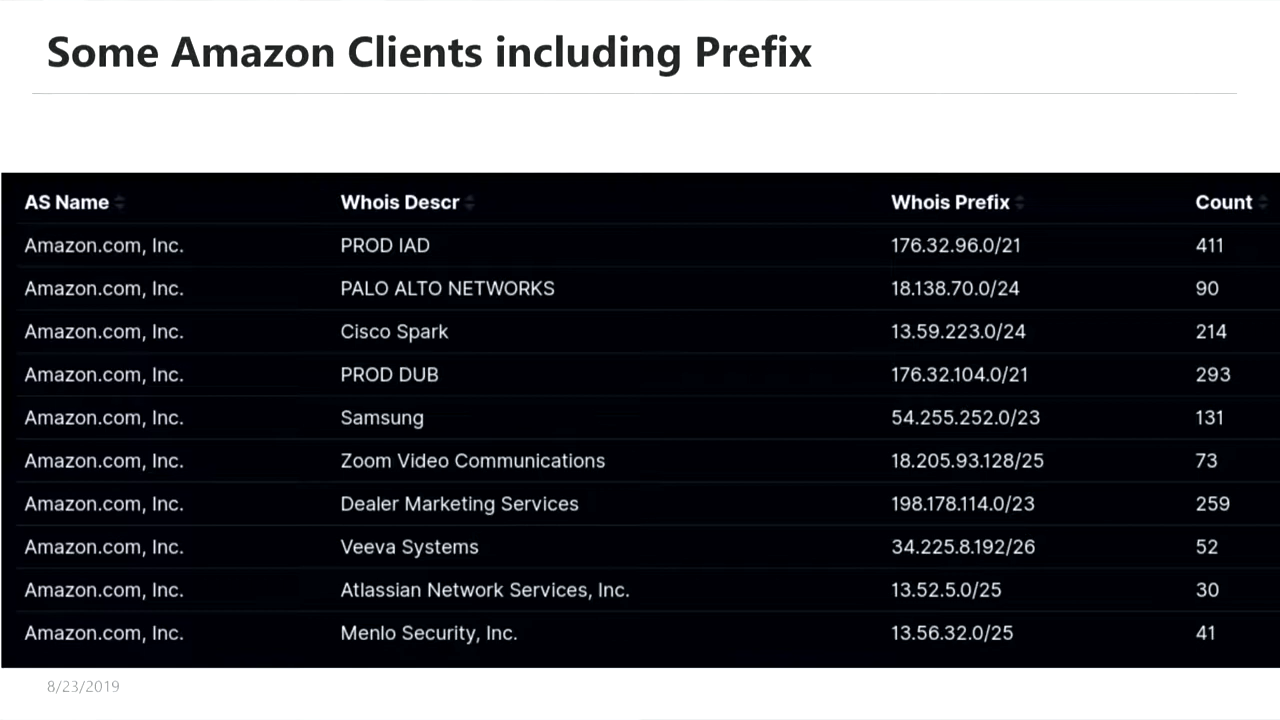 Some Amazon Clients including Prefix
AS Name Whois Descr Whois Prefix Count
Amazon.com, Inc. PROD IAD 176.32.96.0/21 411
Amazon.com, Inc. PALO ALTO NETWORKS 18.138.70.0/24 90
Amazon.com, Inc. Cisco Spark 13.59.223.0/24 214
Amazon.com, Inc. PROD DUB 176.32.104.0/21 293
Amazon.com, Inc. Samsung 54.255.252.0/23 131
Amazon.com, Inc. Zoom Video Communications 18.205.93.128/25 73
Amazon.com, Inc. Dealer Marketing Services 198.178.114.0/23 259
Amazon.com, Inc. Veeva Systems 34.225.8.192/26 52
Amazon.com, Inc. Atlassian Network Services, Inc. 13.52.5.0/25 30
Amazon.com, Inc. Menlo Security, Inc. 13.56.32.0/25 41
8/23/2019